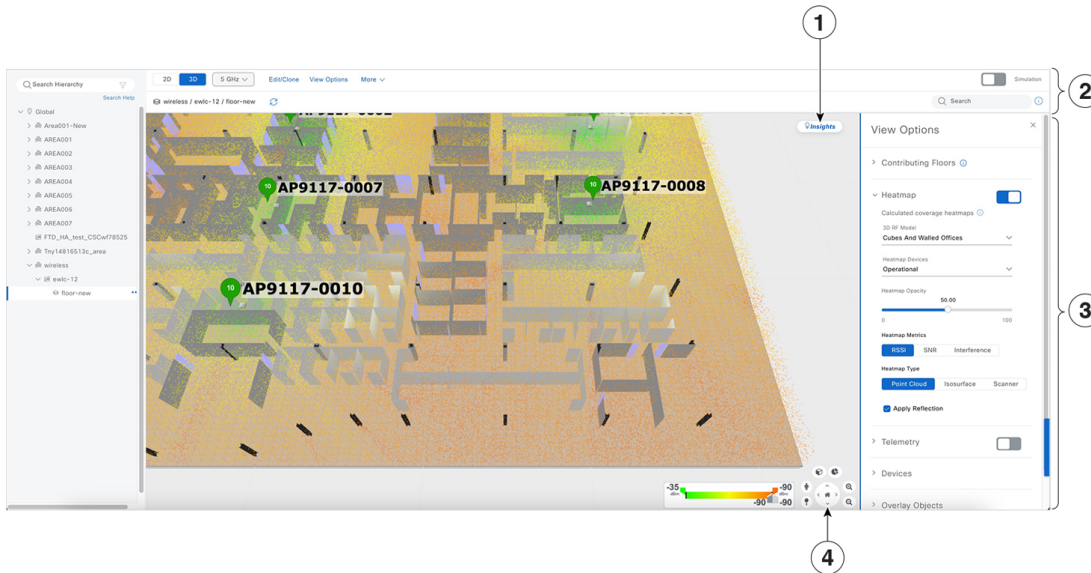 1
2D 3D 5 GHz Edit/Clone View Options More Simulation
2
Search Hierarchy
Search Help
wireless / ewlc-12 / floor-new
Search
Global
Area001-New
AREA001
AREA002
AREA003
AREA004
AREA005
AREA006
AREA007
FTD_HA_test_CSCwf78525
Tny14816513c_area
wireless
ewlc-12
floor-new
Insights
10 AP9117-0007
10 AP9117-0008
10 AP9117-0010
-35 dBm
-90 dBm
-90 -90
View Options
Contributing Floors
Heatmap
Calculated coverage heatmaps
3D RF Model
Cubes And Walled Offices
Heatmap Devices
Operational
Heatmap Opacity
50.00
0 100
Heatmap Metrics
RSSI SNR Interference
Heatmap Type
Point Cloud Isosurface Scanner
Apply Reflection
Telemetry
Devices
Overlay Objects
3
4